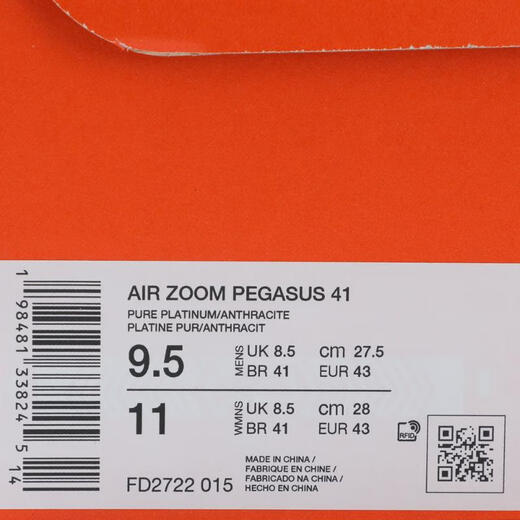 AIR ZOOM PEGASUS 41
PURE PLATINUM/ANTHRACITE
PLATINE PUR/ANTHRACIT
9.5 MENS UK 8.5 cm 27.5
BR 41 EUR 43
11 WMNS UK 8.5 cm 28
BR 41 EUR 43
RFID
MADE IN CHINA /
FABRIQUE EN CHINE /
FABRICADO NA CHINA /
HECHO EN CHINA
FD2722 015
1 98481 33824 5 14